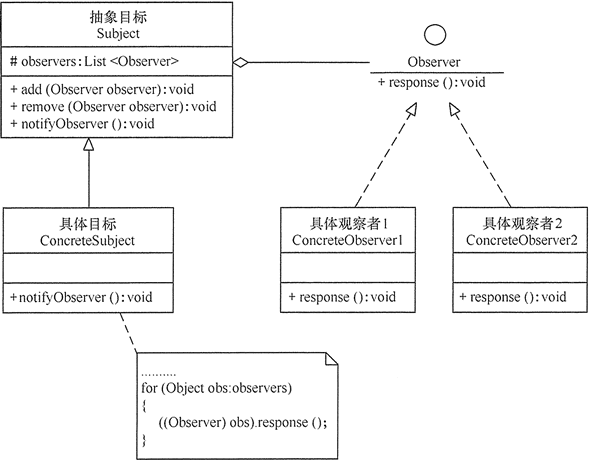 抽象目标
Subject
# observers:List <Observer>
+ add (Observer observer):void
+ remove (Observer observer):void
+ notifyObserver ():void
Observer
+ response ():void
具体目标
ConcreteSubject
+notifyObserver ():void
具体观察者1
ConcreteObserver1
+ response ():void
具体观察者2
ConcreteObserver2
+ response ():void
..........
for (Object obs:observers)
{
((Observer) obs).response ();
}